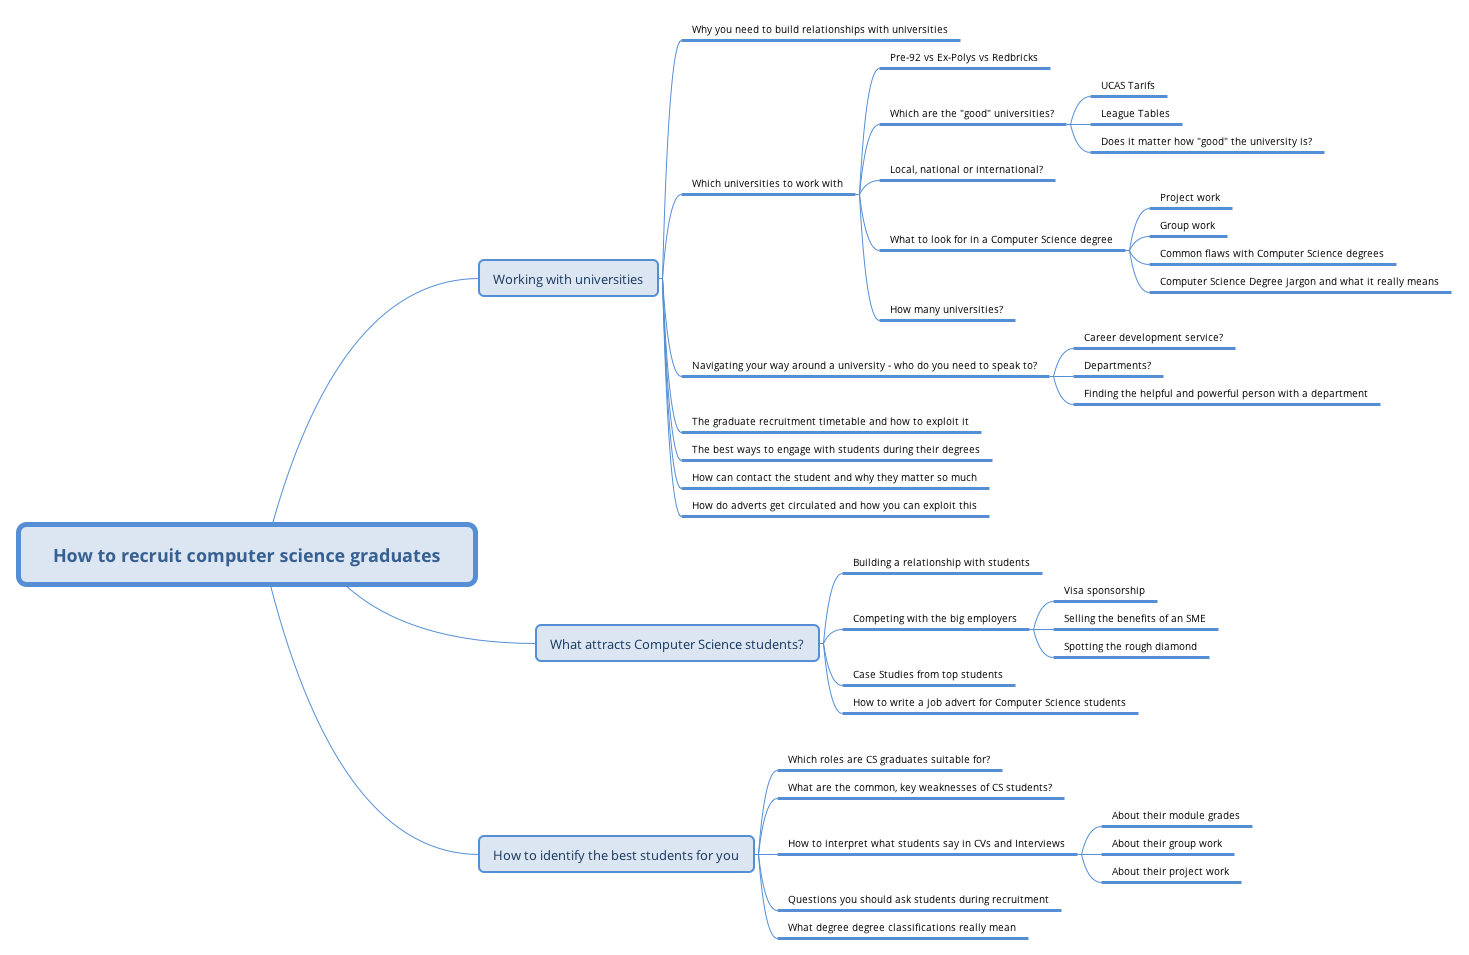 How to recruit computer science graduates
Working with universities
Why you need to build relationships with universities
Which universities to work with
Pre-92 vs Ex-Polys vs Redbricks
Which are the "good" universities?
UCAS Tarifs
League Tables
Does it matter how "good" the university is?
Local, national or international?
What to look for in a Computer Science degree
Project work
Group work
Common flaws with Computer Science degrees
Computer Science Degree jargon and what it really means
How many universities?
Navigating your way around a university - who do you need to speak to?
Career development service?
Departments?
Finding the helpful and powerful person with a department
The graduate recruitment timetable and how to exploit it
The best ways to engage with students during their degrees
How can contact the student and why they matter so much
How do adverts get circulated and how you can exploit this
What attracts Computer Science students?
Building a relationship with students
Competing with the big employers
Visa sponsorship
Selling the benefits of an SME
Spotting the rough diamond
Case Studies from top students
How to write a job advert for Computer Science students
How to identify the best students for you
Which roles are CS graduates suitable for?
What are the common, key weaknesses of CS students?
How to interpret what students say in CVs and Interviews
About their module grades
About their group work
About their project work
Questions you should ask students during recruitment
What degree degree classifications really mean